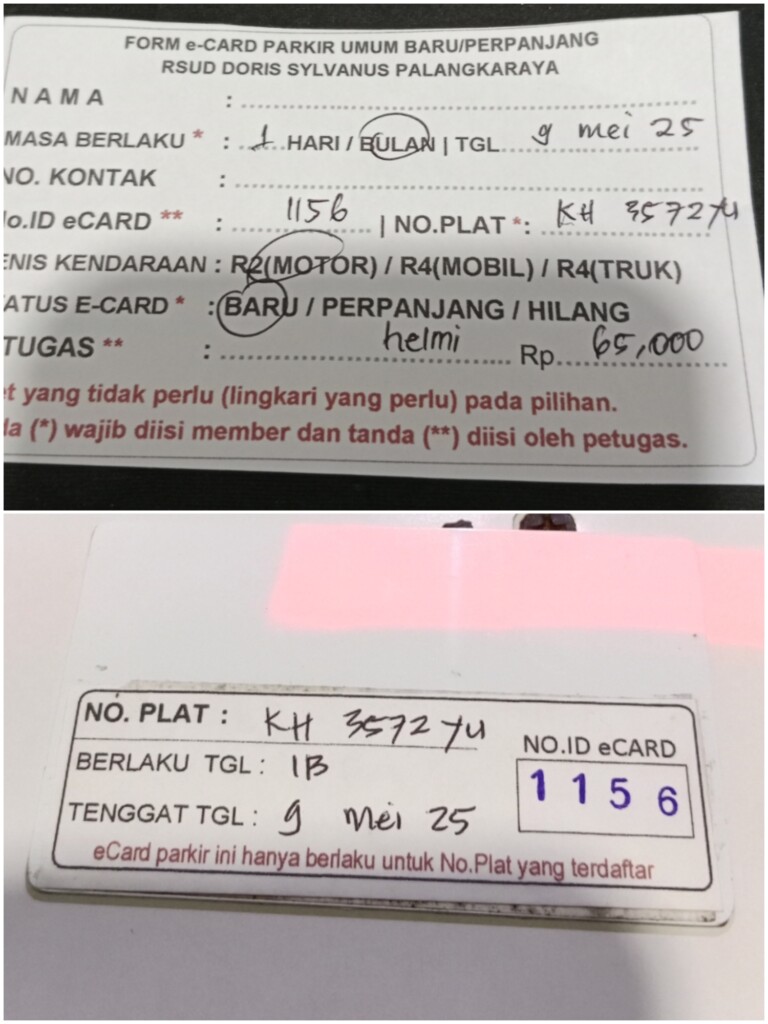 FORM e-CARD PARKIR UMUM BARU/PERPANJANG
RSUD DORIS SYLVANUS PALANGKARAYA
NAMA :
MASA BERLAKU * : 1 HARI / BULAN | TGL 9 mei 25
NO. KONTAK :
No.ID eCARD ** : 1156 | NO.PLAT *: KH 3572 YU
ENIS KENDARAAN : R2(MOTOR) / R4(MOBIL) / R4(TRUK)
ATUS E-CARD * : BARU / PERPANJANG / HILANG
TUGAS ** : helmi Rp. 65,000
et yang tidak perlu (lingkari yang perlu) pada pilihan.
da (*) wajib diisi member dan tanda (**) diisi oleh petugas.
NO. PLAT : KH 3572 YU
BERLAKU TGL : 1B
TENGGAT TGL : 9 Mei 25
NO.ID eCARD
1156
eCard parkir ini hanya berlaku untuk No.Plat yang terdaftar